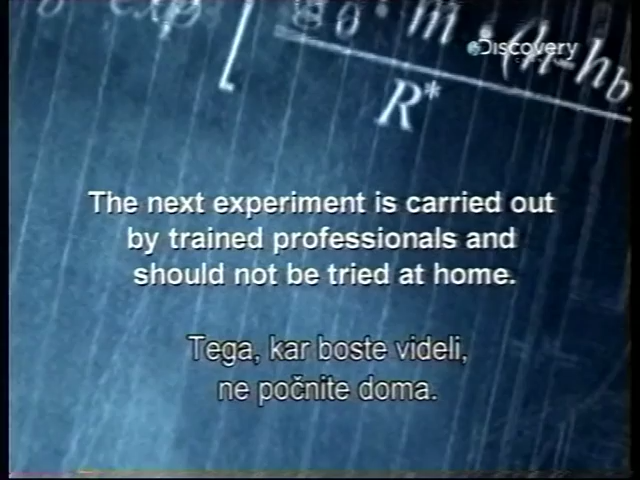 Discovery
R*
The next experiment is carried out
by trained professionals and
should not be tried at home.
Tega, kar boste videli,
ne počnite doma.